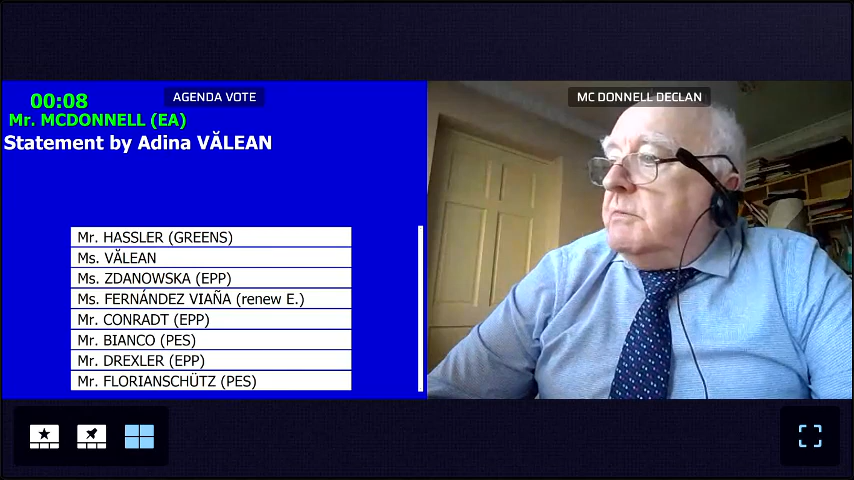 00:08
AGENDA VOTE
MC DONNELL DECLAN
Mr. MCDONNELL (EA)
Statement by Adina VĂLEAN
Mr. HASSLER (GREENS)
Ms. VĂLEAN
Ms. ZDANOWSKA (EPP)
Ms. FERNÁNDEZ VIAÑA (renew E.)
Mr. CONRADT (EPP)
Mr. BIANCO (PES)
Mr. DREXLER (EPP)
Mr. FLORIANSCHÜTZ (PES)